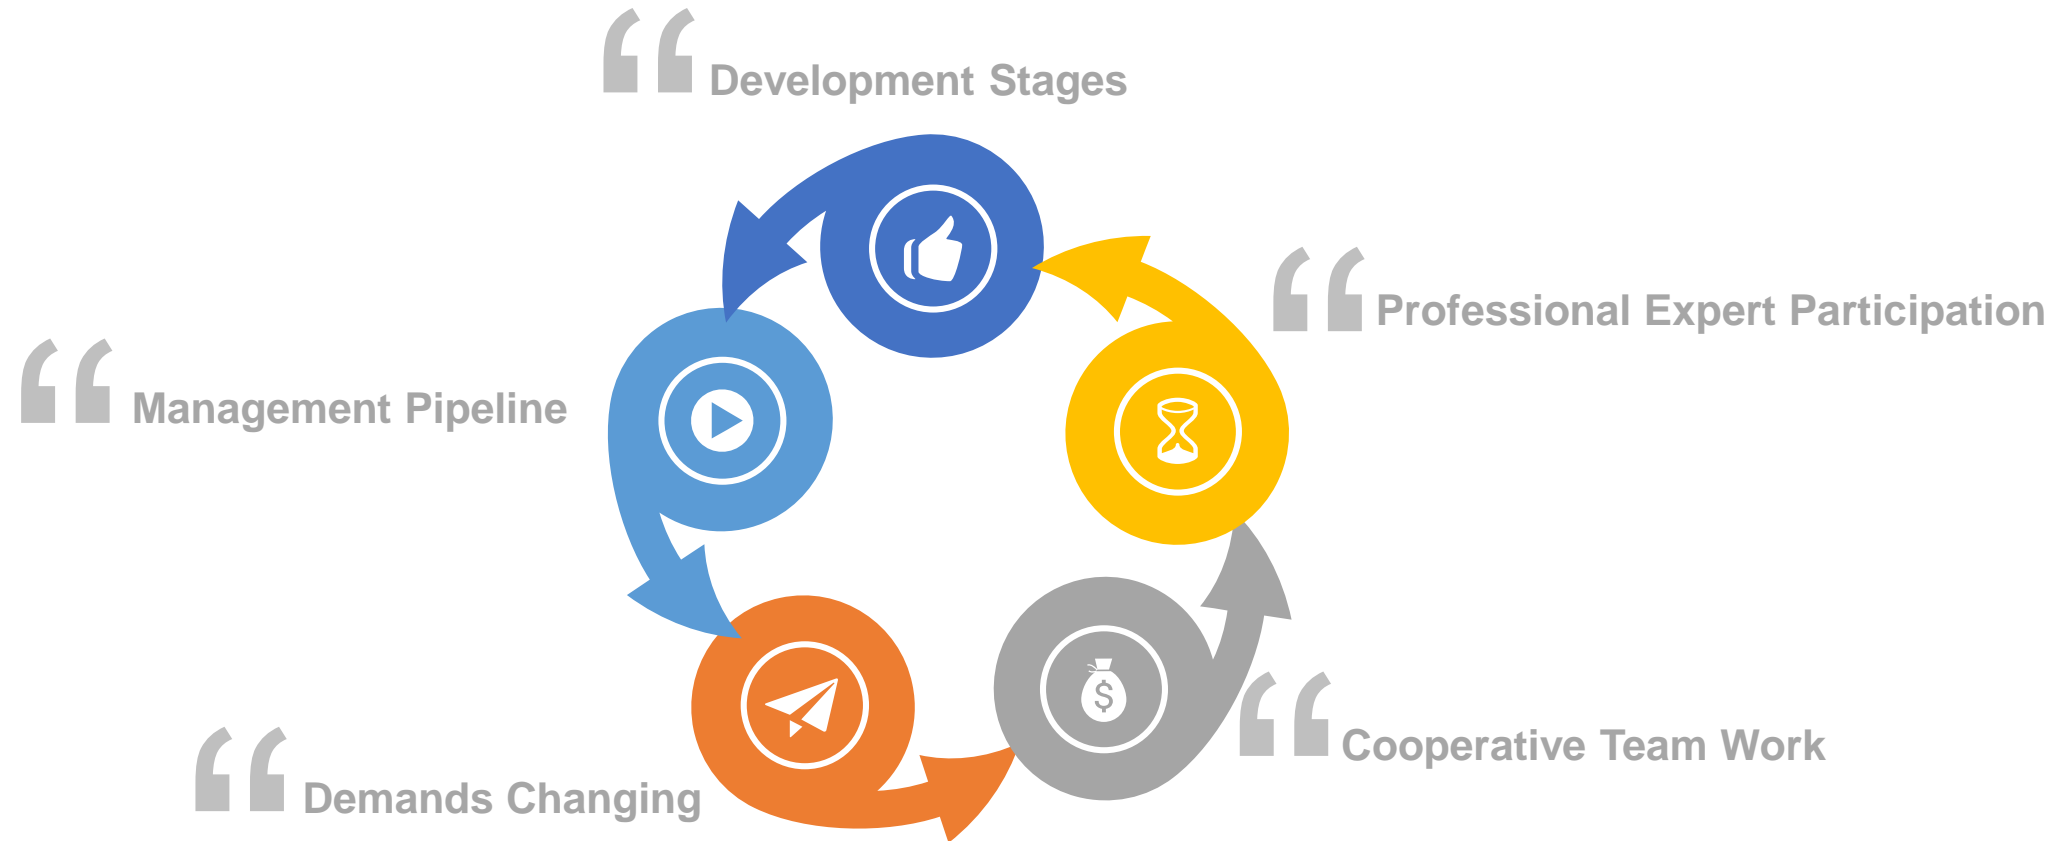 “ Development Stages
“ Professional Expert Participation
“ Management Pipeline
“ Cooperative Team Work
“ Demands Changing
$